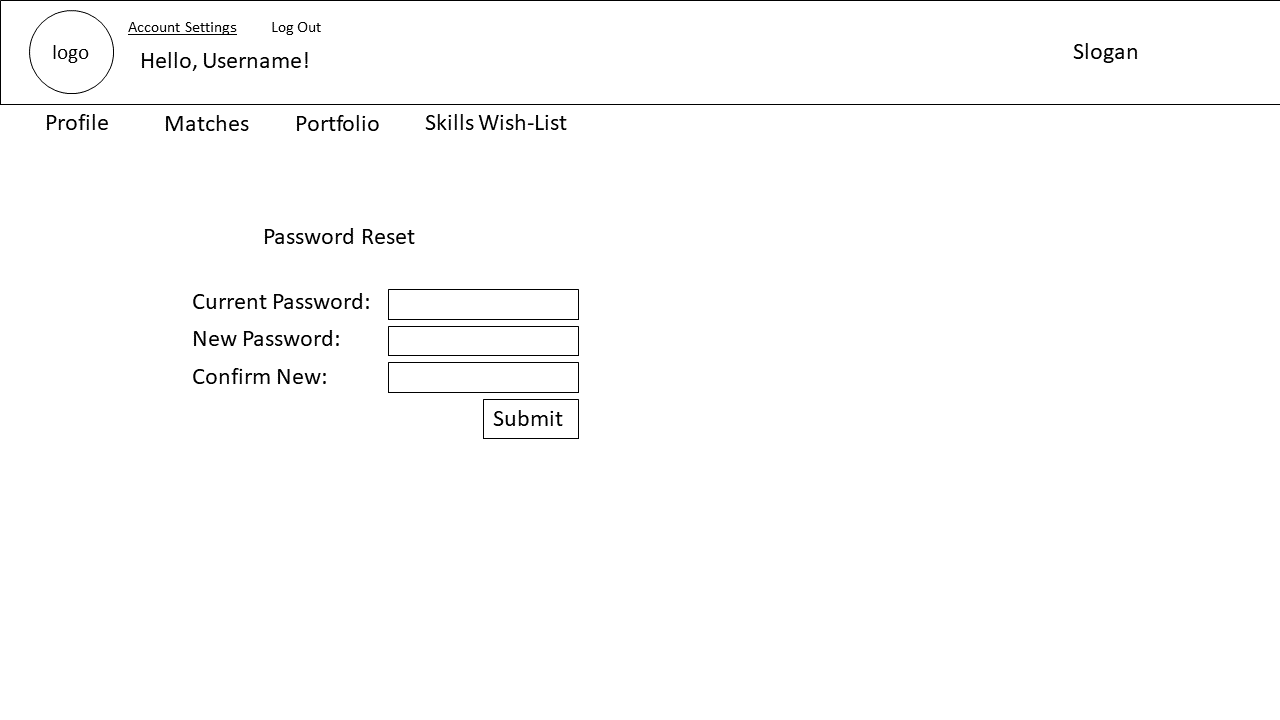 logo
Account Settings Log Out
Hello, Username!
Slogan
Profile Matches Portfolio Skills Wish-List
Password Reset
Current Password:
New Password:
Confirm New:
Submit